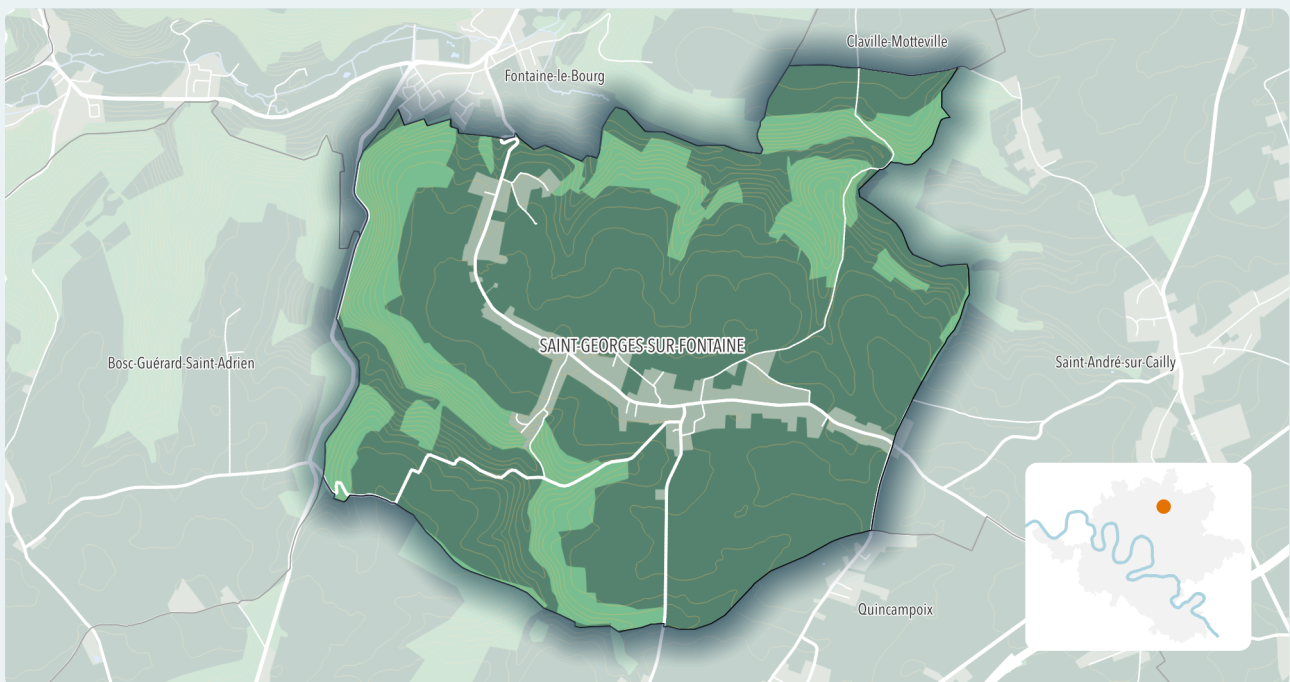 Claville-Motteville
Fontaine-le-Bourg
SAINT-GEORGES-SUR-FONTAINE
Bosc-Guérard-Saint-Adrien
Saint-André-sur-Cailly
Quincampoix